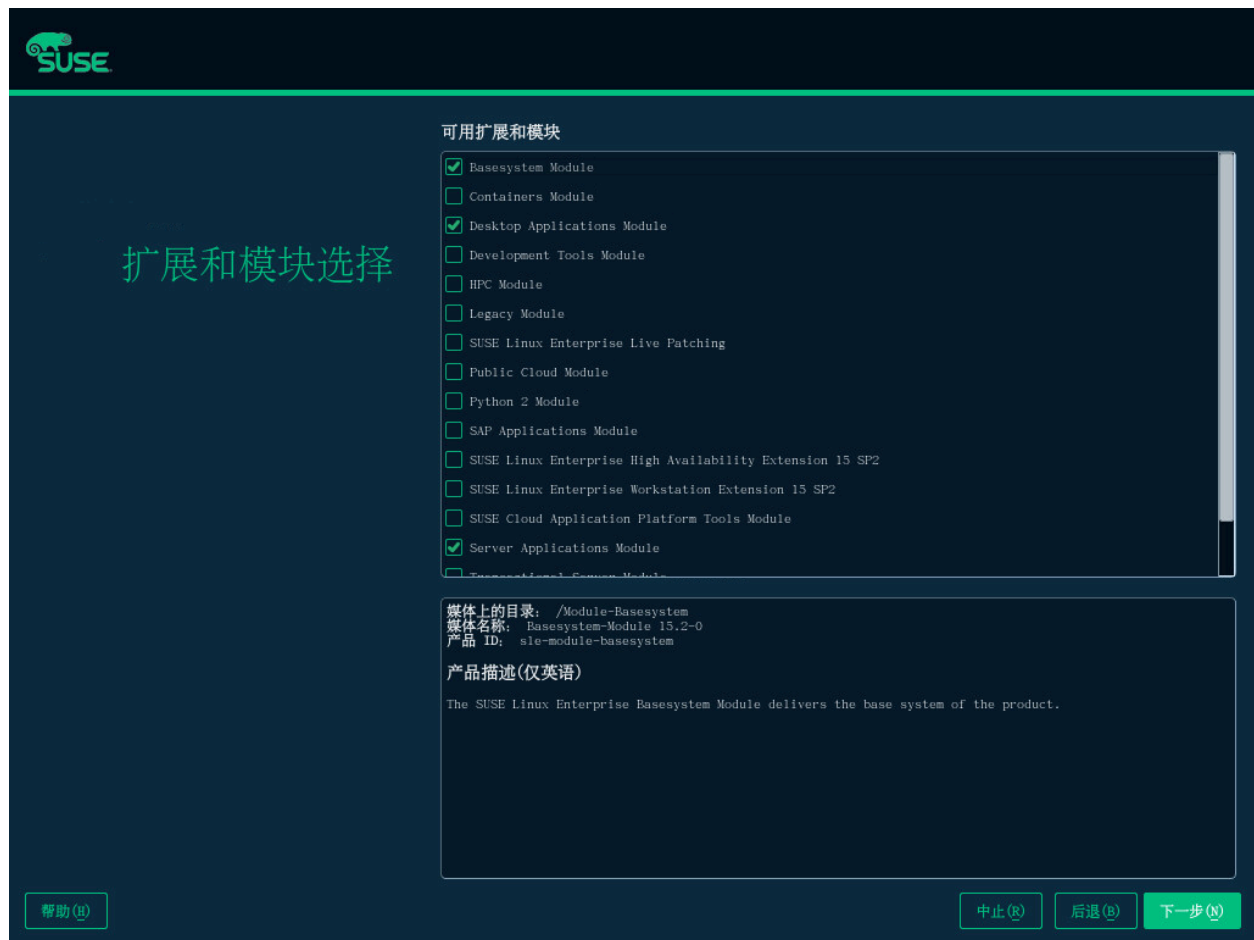 SUSE
可用扩展和模块
Basesystem Module
Containers Module
Desktop Applications Module
扩展和模块选择
Development Tools Module
HPC Module
Legacy Module
SUSE Linux Enterprise Live Patching
Public Cloud Module
Python 2 Module
SAP Applications Module
SUSE Linux Enterprise High Availability Extension 15 SP2
SUSE Linux Enterprise Workstation Extension 15 SP2
SUSE Cloud Application Platform Tools Module
Server Applications Module
Transactional Server Module
媒体上的目录: /Module-Basesystem
媒体名称: Basesystem-Module 15.2-0
产品 ID: sle-module-basesystem
产品描述(仅英语)
The SUSE Linux Enterprise Basesystem Module delivers the base system of the product.
帮助(H)
中止(R)
后退(B)
下一步(N)